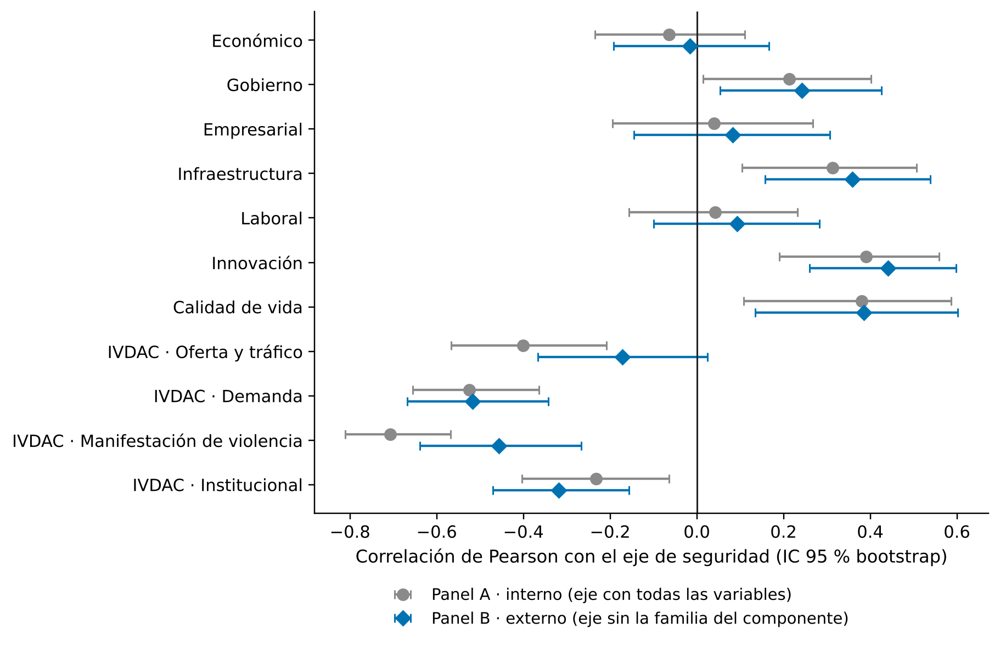 Económico
Gobierno
Empresarial
Infraestructura
Laboral
Innovación
Calidad de vida
IVDAC · Oferta y tráfico
IVDAC · Demanda
IVDAC · Manifestación de violencia
IVDAC · Institucional
−0.8 −0.6 −0.4 −0.2 0.0 0.2 0.4 0.6
Correlación de Pearson con el eje de seguridad (IC 95 % bootstrap)
Panel A · interno (eje con todas las variables)
Panel B · externo (eje sin la familia del componente)